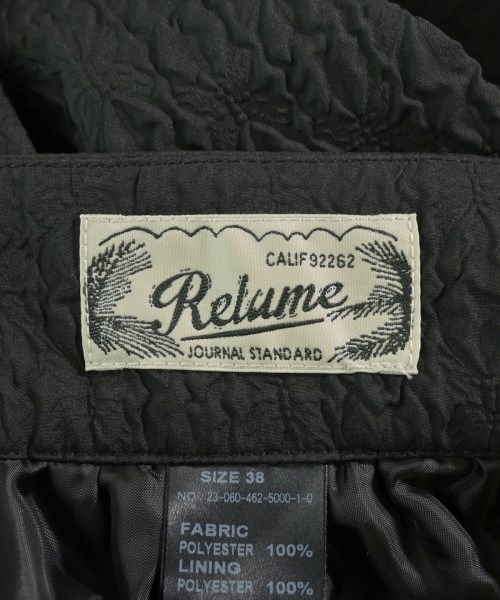 CALIF 92262
Relume
JOURNAL STANDARD
SIZE 38
NO. 23-060-462-5000-1-0
FABRIC
POLYESTER 100%
LINING
POLYESTER 100%